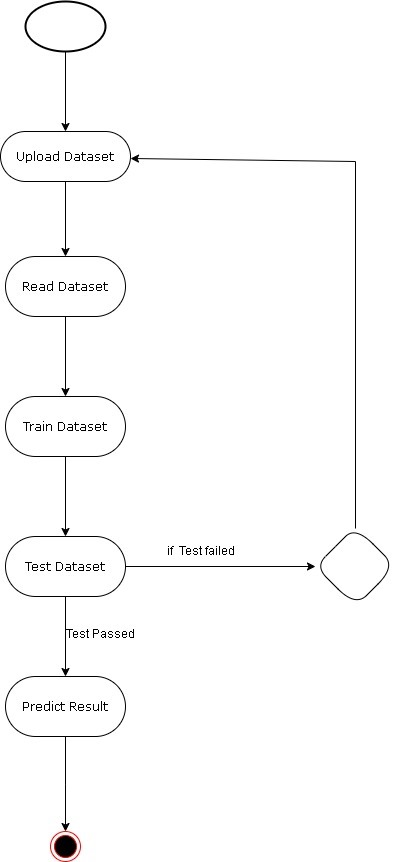 Upload Dataset
Read Dataset
Train Dataset
if Test failed
Test Dataset
Test Passed
Predict Result